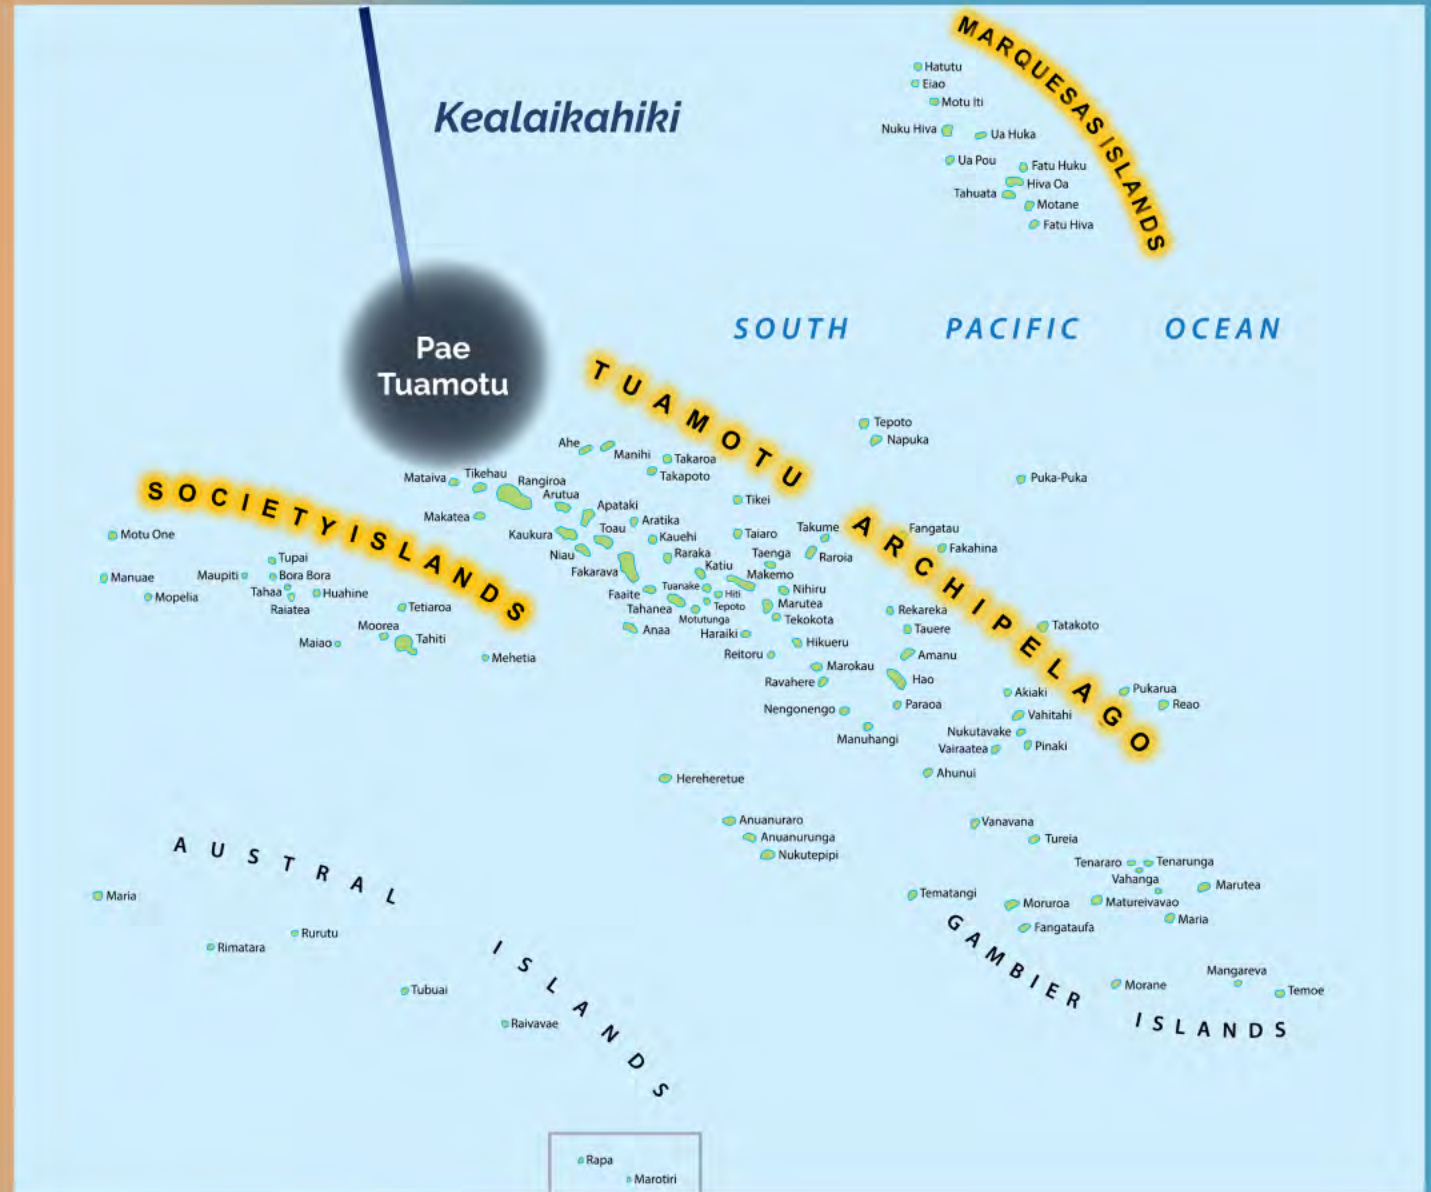 MARQUESAS ISLANDS
Hatutu
Eiao
Motu Iti
Nuku Hiva
Ua Huka
Ua Pou
Fatu Huku
Hiva Oa
Tahuata
Motane
Fatu Hiva
Kealaikahiki
SOUTH PACIFIC OCEAN
Pae
Tuamotu
TUAMOTU ARCHIPELAGO
Tepoto
Napuka
Puka-Puka
Ahe
Manihi
Takaroa
Takapoto
Mataiva
Tikehau
Rangiroa
Arutua
Apataki
Tikei
Makatea
Kaukura
Toau
Aratika
Kauehi
Taiaro
Takume
Fangatau
Fakahina
Niau
Raraka
Taenga
Raroia
Fakarava
Katiu
Makemo
Faaite
Tuanake
Hiti
Nihiru
Tahanea
Tepoto
Marutea
Motutunga
Tekokota
Anaa
Haraiki
Hikueru
Reitoru
Marokau
Ravahere
Nengonengo
Manuhangi
Rekareka
Tauere
Amanu
Hao
Paraoa
Tatakoto
Akiaki
Vahitahi
Nukutavake
Vairaatea
Pinaki
Pukarua
Reao
Ahunui
Hereheretue
Anuanuraro
Anuanurunga
Nukutepipi
Vanavana
Tureia
Tenararo
Tenarunga
Vahanga
Marutea
Matureivavao
Maria
Tematangi
Moruroa
Fangataufa
SOCIETY ISLANDS
Motu One
Manuae
Mopelia
Tupai
Maupiti
Bora Bora
Tahaa
Huahine
Raiatea
Tetiaroa
Moorea
Maiao
Tahiti
Mehetia
AUSTRAL ISLANDS
Maria
Rimatara
Rurutu
Tubuai
Raivavae
Rapa
Marotiri
GAMBIER ISLANDS
Morane
Mangareva
Temoe